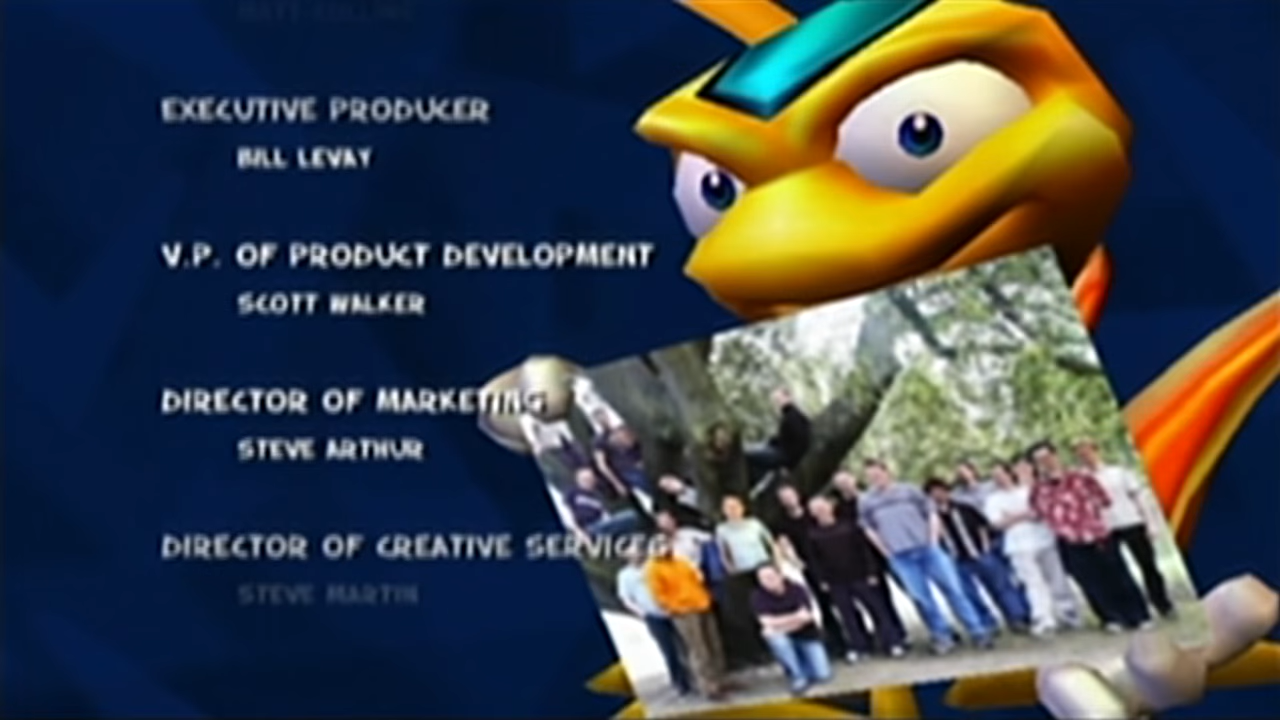 EXECUTIVE PRODUCER
BILL LEVAY
V.P. OF PRODUCT DEVELOPMENT
SCOTT WALKER
DIRECTOR OF MARKETING
STEVE ARTHUR
DIRECTOR OF CREATIVE SERVICES
STEVE MARTIN